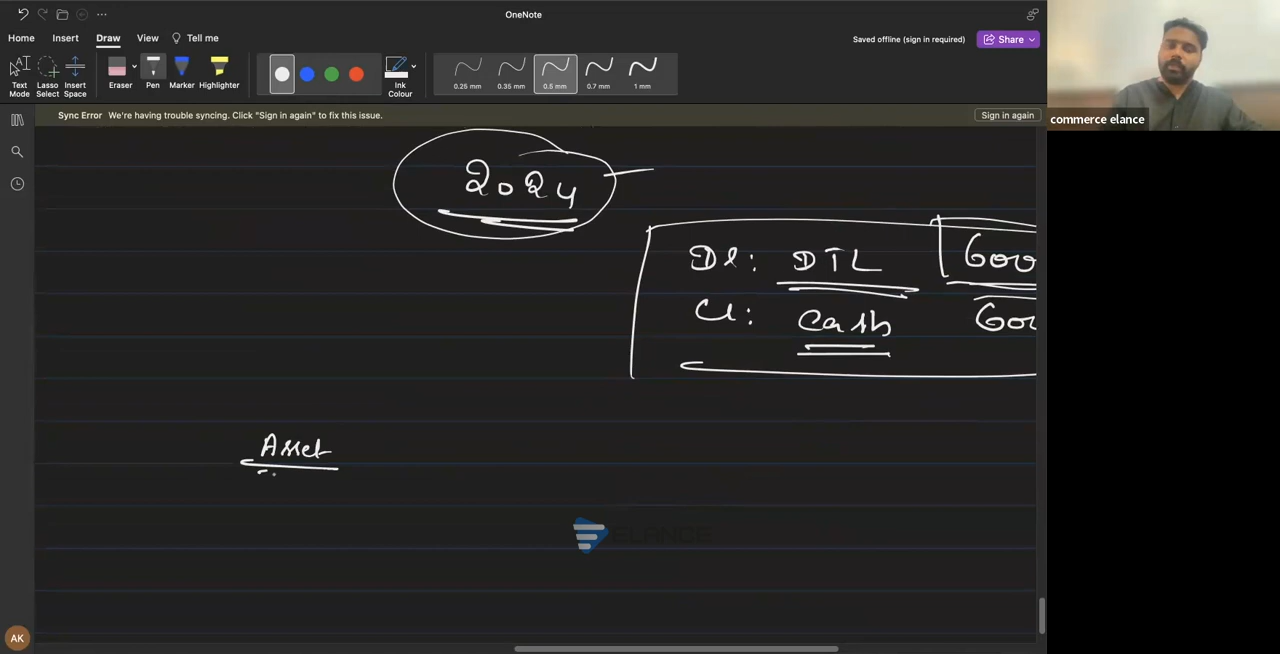 OneNote
Home Insert Draw View Tell me
Saved offline (sign in required)
Share
Text Mode
Lasso Select
Insert Space
Eraser
Pen
Marker
Highlighter
Ink Colour
0.25 mm
0.35 mm
0.5 mm
0.7 mm
1 mm
commerce elance
Sync Error We're having trouble syncing. Click "Sign in again" to fix this issue.
Sign in again
2024
Dr: DTL 600
Cr: Cash 600
Asset
ELANCE
AK